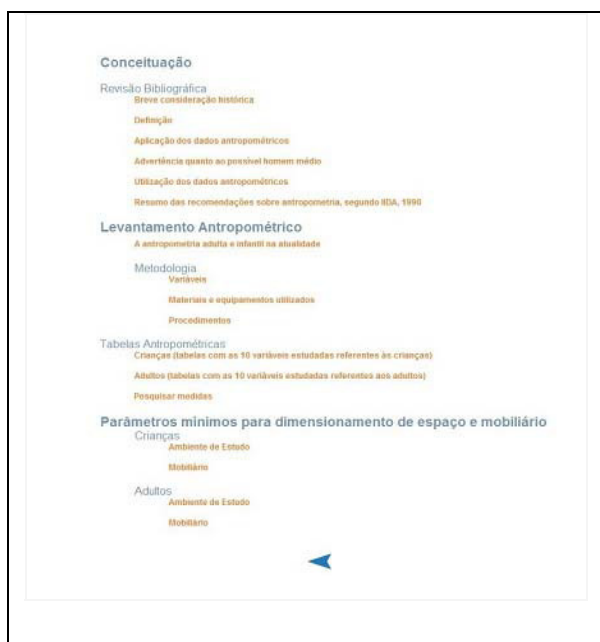 Conceituação
Revisão Bibliográfica
Breve consideração histórica
Definição
Aplicação dos dados antropométricos
Advertência quanto ao possível homem médio
Utilização dos dados antropométricos
Resumo das recomendações sobre antropometria, segundo IIDA, 1990
Levantamento Antropométrico
A antropometria adulta e infantil na atualidade
Metodologia
Variáveis
Materiais e equipamentos utilizados
Procedimentos
Tabelas Antropométricas
Crianças (tabelas com as 10 variáveis estudadas referentes às crianças)
Adultos (tabelas com as 10 variáveis estudadas referentes aos adultos)
Pesquisar medidas
Parâmetros mínimos para dimensionamento de espaço e mobiliário
Crianças
Ambiente de Estudo
Mobiliário
Adultos
Ambiente de Estudo
Mobiliário